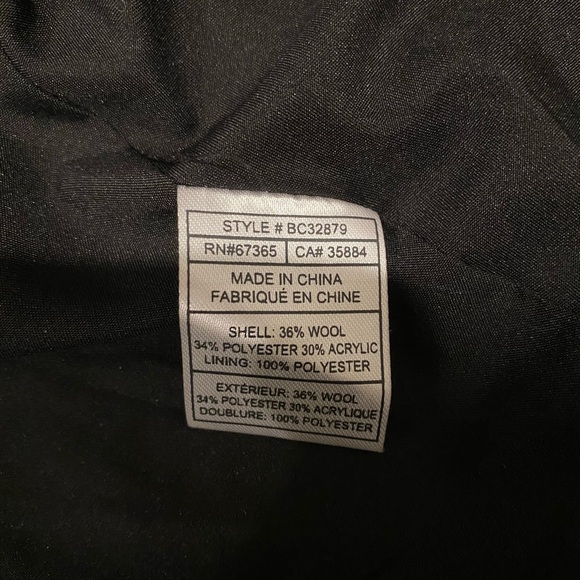 STYLE # BC32879
RN#67365 CA# 35884
MADE IN CHINA
FABRIQUÉ EN CHINE
SHELL: 36% WOOL
34% POLYESTER 30% ACRYLIC
LINING: 100% POLYESTER
EXTÉRIEUR: 36% WOOL
34% POLYESTER 30% ACRYLIQUE
DOUBLURE: 100% POLYESTER